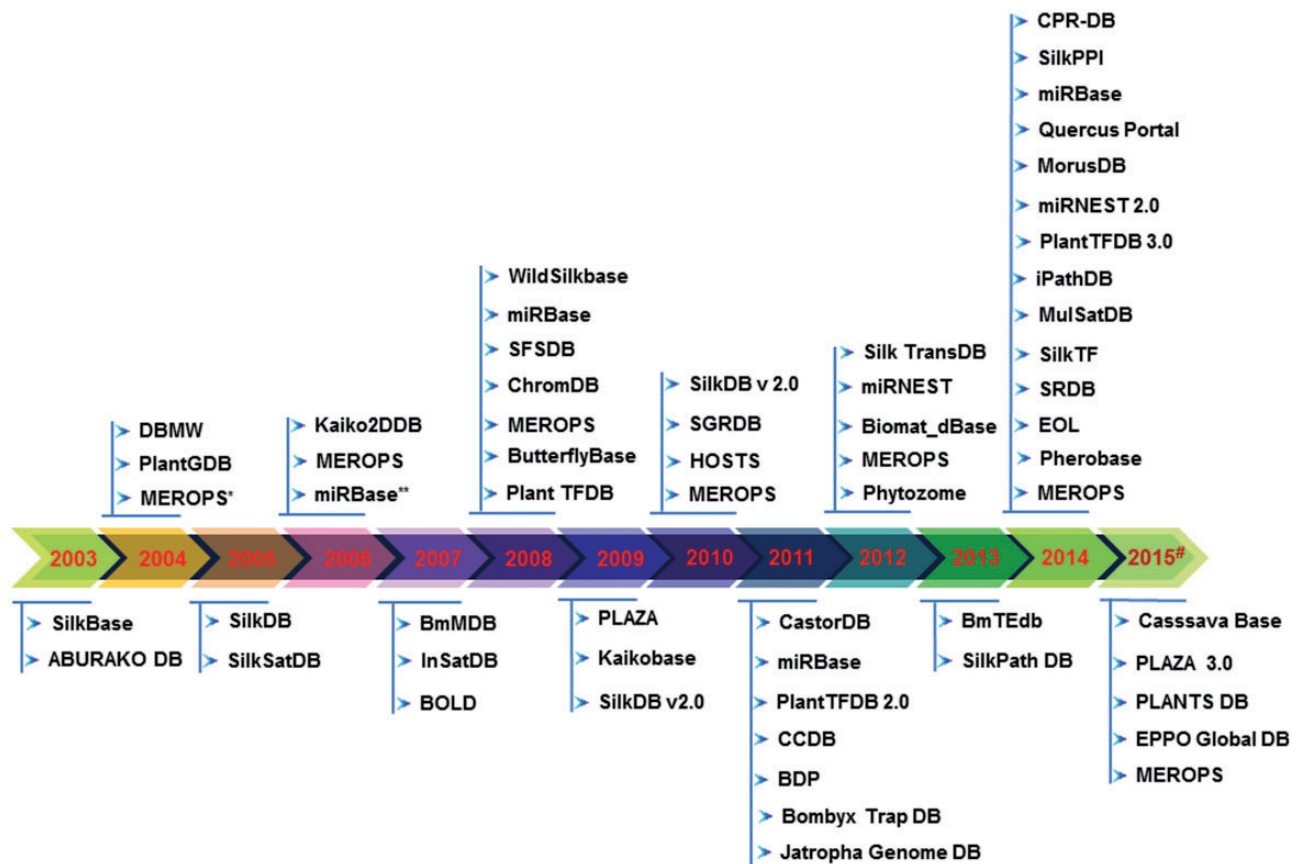 CPR-DB
SilkPPI
miRBase
Quercus Portal
MorusDB
miRNEST 2.0
PlantTFDB 3.0
iPathDB
MulSatDB
SilkTF
SRDB
EOL
Pherobase
MEROPS
WildSilkbase
miRBase
SFSDB
ChromDB
MEROPS
ButterflyBase
Plant TFDB
Silk TransDB
miRNEST
Biomat_dBase
MEROPS
Phytozome
SilkDB v 2.0
SGRDB
HOSTS
MEROPS
DBMW
PlantGDB
MEROPS*
Kaiko2DDB
MEROPS
miRBase**
2003 2004 2005 2006 2007 2008 2009 2010 2011 2012 2013 2014 2015#
SilkBase
ABURAKO DB
SilkDB
SilkSatDB
BmMDB
InSatDB
BOLD
PLAZA
Kaikobase
SilkDB v2.0
CastorDB
miRBase
PlantTFDB 2.0
CCDB
BDP
Bombyx Trap DB
Jatropha Genome DB
BmTEdb
SilkPath DB
Casssava Base
PLAZA 3.0
PLANTS DB
EPPO Global DB
MEROPS